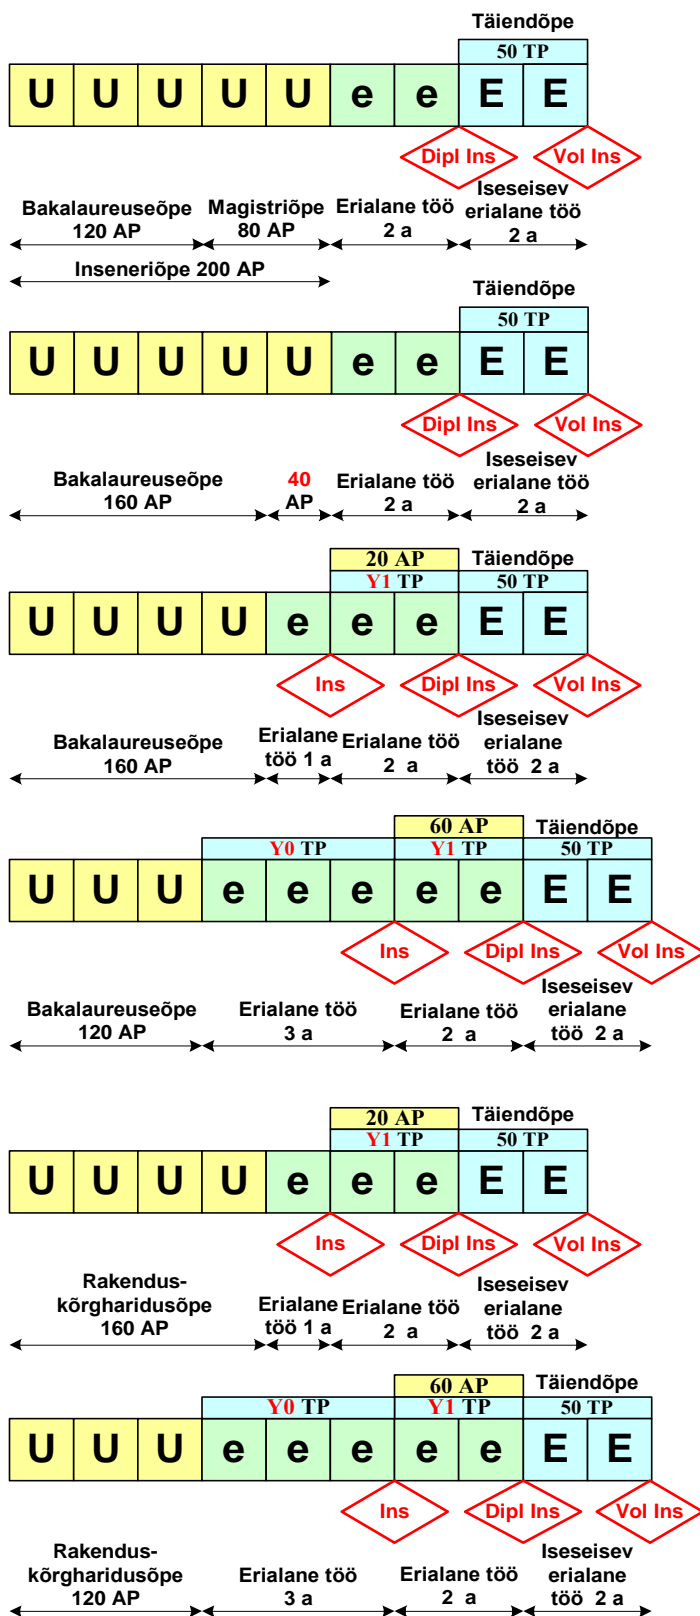 Täiendõpe
50 TP
U U U U U e e E E
Dipl Ins Vol Ins
Bakalaureuseõpe Magistriõpe Erialane töö Iseseisev
120 AP 80 AP 2 a erialane töö
2 a
Inseneriõpe 200 AP
Täiendõpe
50 TP
U U U U U e e E E
Dipl Ins Vol Ins
Bakalaureuseõpe 40 Erialane töö Iseseisev
160 AP AP 2 a erialane töö
2 a
20 AP Täiendõpe
Y1 TP 50 TP
U U U U e e e E E
Ins Dipl Ins Vol Ins
Bakalaureuseõpe Erialane Erialane töö Iseseisev
160 AP töö 1 a 2 a erialane
töö 2 a
60 AP Täiendõpe
Y0 TP Y1 TP 50 TP
U U U e e e e e E E
Ins Dipl Ins Vol Ins
Bakalaureuseõpe Erialane töö Erialane töö Iseseisev
120 AP 3 a 2 a erialane
töö 2 a
20 AP Täiendõpe
Y1 TP 50 TP
U U U U e e e E E
Ins Dipl Ins Vol Ins
Rakendus- Iseseisev
kõrgharidusõpe Erialane Erialane töö erialane
160 AP töö 1 a 2 a töö 2 a
60 AP Täiendõpe
Y0 TP Y1 TP 50 TP
U U U e e e e e E E
Ins Dipl Ins Vol Ins
Rakendus- Iseseisev
kõrgharidusõpe Erialane töö Erialane töö erialane
120 AP 3 a 2 a töö 2 a